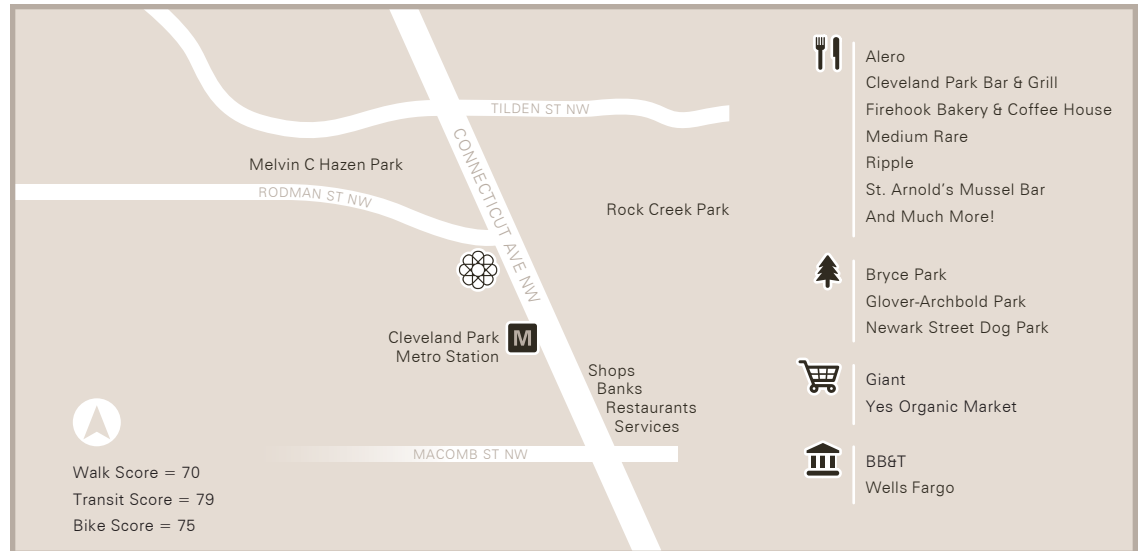 TILDEN ST NW
CONNECTICUT AVE NW
Melvin C Hazen Park
RODMAN ST NW
Rock Creek Park
Cleveland Park
Metro Station
M
Shops
Banks
Restaurants
Services
MACOMB ST NW
Walk Score = 70
Transit Score = 79
Bike Score = 75
Alero
Cleveland Park Bar & Grill
Firehook Bakery & Coffee House
Medium Rare
Ripple
St. Arnold's Mussel Bar
And Much More!
Bryce Park
Glover-Archbold Park
Newark Street Dog Park
Giant
Yes Organic Market
BB&T
Wells Fargo